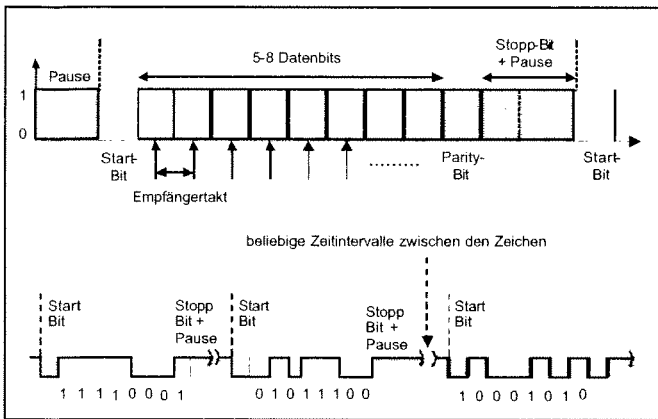 Pause
5-8 Datenbits
Stopp-Bit
+ Pause
1
0
Start-
Bit
Empfängertakt
Parity-
Bit
Start-
Bit
beliebige Zeitintervalle zwischen den Zeichen
Start
Bit
Stopp
Bit +
Pause
Start
Bit
Stopp
Bit +
Pause
Start
Bit
1 1 1 1 0 0 0 1
0 1 0 1 1 1 0 0
1 0 0 0 1 0 1 0